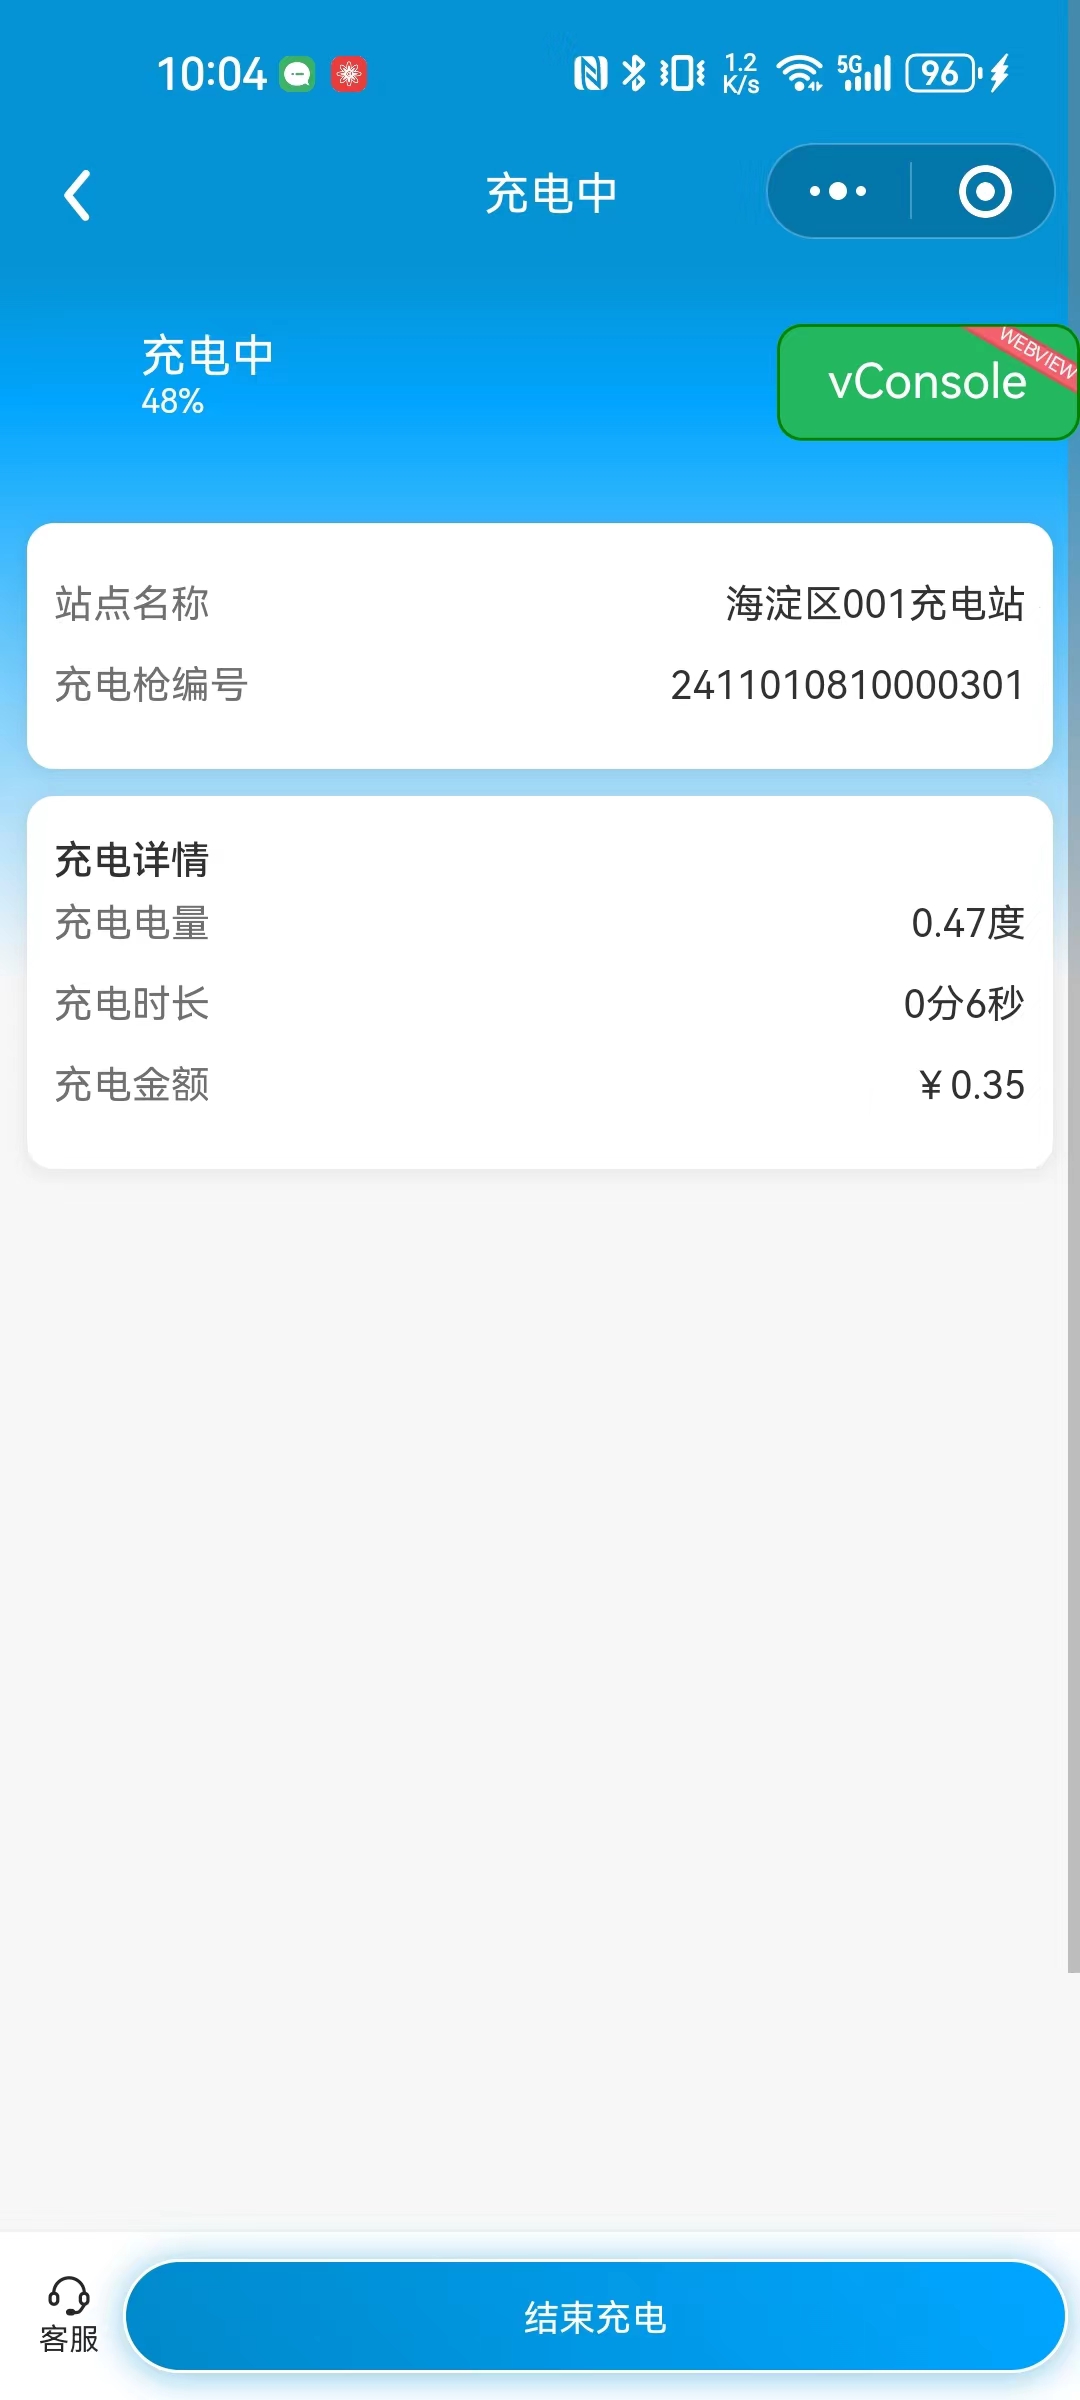 10:04
1.2
K/s
5G
96
充电中
充电中
48%
vConsole
WEBVIEW
站点名称 海淀区001充电站
充电枪编号 2411010810000301
充电详情
充电电量 0.47度
充电时长 0分6秒
充电金额 ¥0.35
客服
结束充电